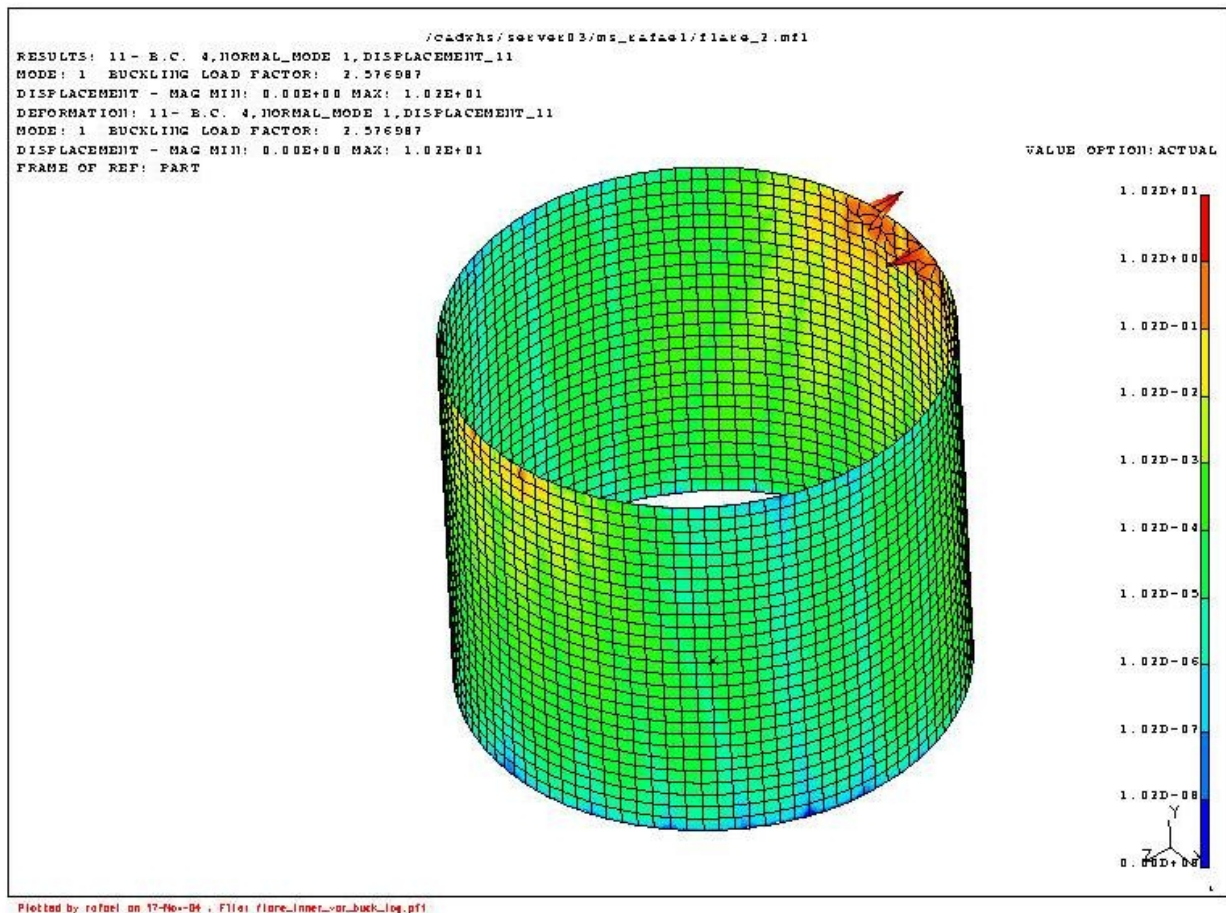 /cadwhs/server03/ms_rafael/flare_2.mf1
RESULTS: 11- B.C. 4,NORMAL_MODE 1,DISPLACEMENT_11
MODE: 1 BUCKLING LOAD FACTOR: 2.576987
DISPLACEMENT - MAG MIN: 0.00E+00 MAX: 1.02E+01
DEFORMATION: 11- B.C. 4,NORMAL_MODE 1,DISPLACEMENT_11
MODE: 1 BUCKLING LOAD FACTOR: 2.576987
DISPLACEMENT - MAG MIN: 0.00E+00 MAX: 1.02E+01
FRAME OF REF: PART
VALUE OPTION:ACTUAL
1.02D+01
1.02D+00
1.02D-01
1.02D-02
1.02D-03
1.02D-04
1.02D-05
1.02D-06
1.02D-07
1.02D-08
Y
Z
Plotted by rafael on 17-Nov-04 , File: flare_inner_var_buck_log.pf1